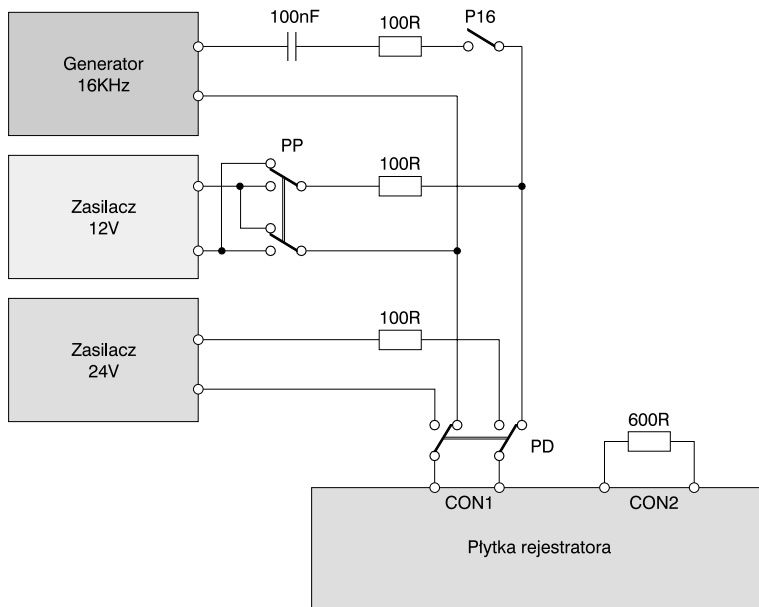 100nF
100R
P16
Generator
16KHz
PP
100R
Zasilacz
12V
100R
Zasilacz
24V
600R
PD
CON1
CON2
Płytka rejestratora